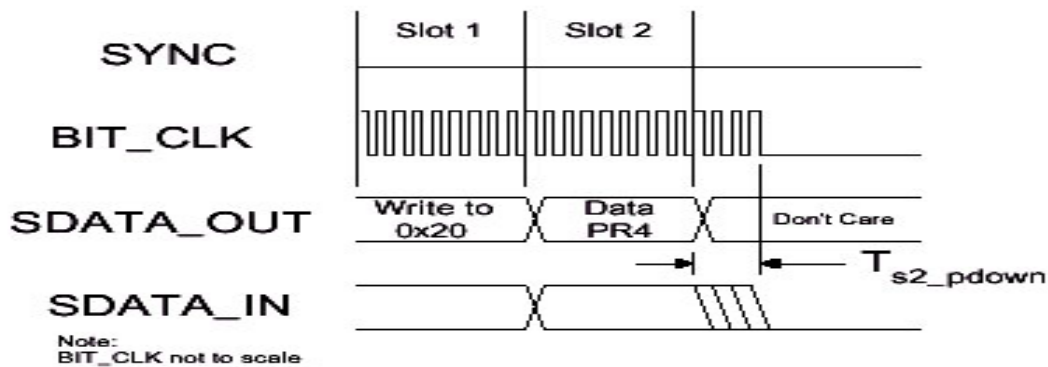 Slot 1
Slot 2
SYNC
BIT_CLK
SDATA_OUT
Write to
0x20
Data
PR4
Don't Care
Ts2_pdown
SDATA_IN
Note:
BIT_CLK not to scale